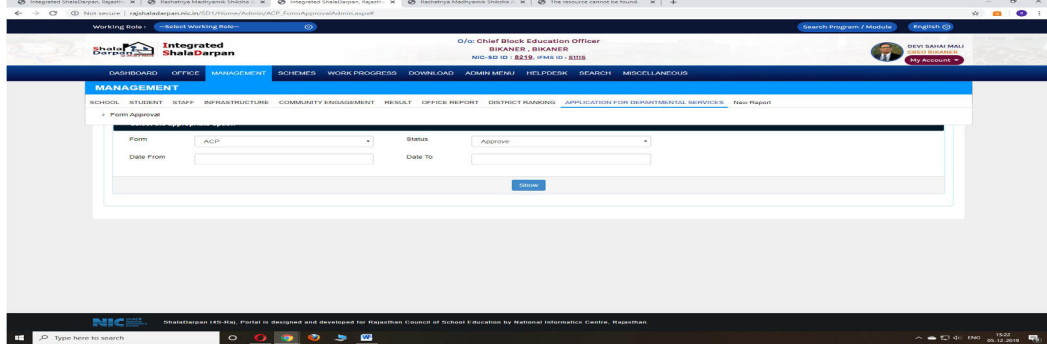 Integrated ShalaDarpan, Rajasth
Rashatriya Madhyamik Shiksha
Integrated ShalaDarpan, Rajasth
Rashatriya Madhyamik Shiksha
The resource cannot be found.
Not secure | rajshaladarpan.nic.in/SD1/Home/Admin/ACP_FormApprovalAdmin.aspx#
Working Role : --Select Working Role--
Search Program / Module
English
Shala Darpan
Integrated ShalaDarpan
O/o: Chief Block Education Officer
BIKANER , BIKANER
NIC-SD ID : 8219, IFMS ID : 51115
DEVI SAHAI MALI
CBEO BIKANER
My Account
DASHBOARD OFFICE MANAGEMENT SCHEMES WORK PROGRESS DOWNLOAD ADMIN MENU HELPDESK SEARCH MISCELLANEOUS
MANAGEMENT
SCHOOL STUDENT STAFF INFRASTRUCTURE COMMUNITY ENGAGEMENT RESULT OFFICE REPORT DISTRICT RANKING APPLICATION FOR DEPARTMENTAL SERVICES New Report
Form Approval
Form ACP Status Approve
Date From Date To
Show
NIC
ShalaDarpan (4S-Raj, Portal is designed and developed for Rajasthan Council of School Education by National Informatics Centre, Rajasthan.
Type here to search
ENG
15:22
05-12-2019